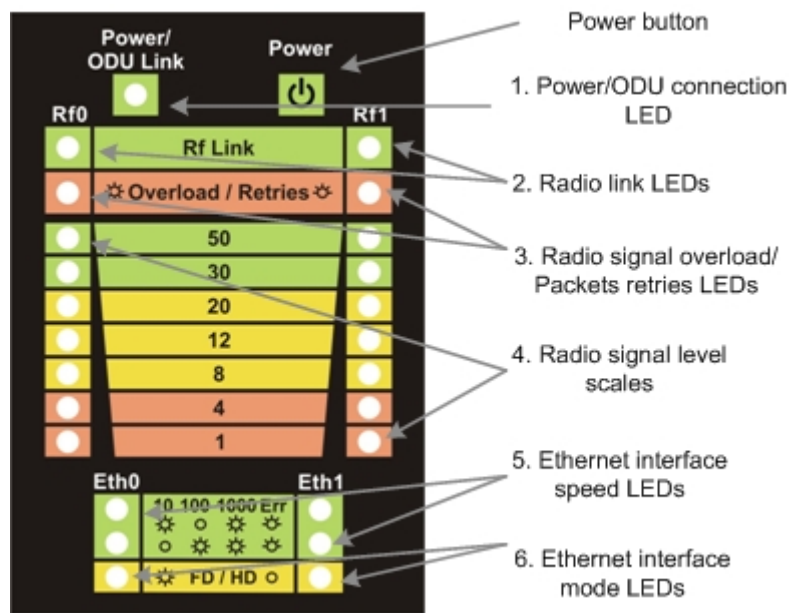 Power/
ODU Link
Power
Rf0
Rf1
Rf Link
Overload / Retries
50
30
20
12
8
4
1
Eth0
Eth1
10 100 1000 Err
FD / HD
Power button
1. Power/ODU connection
LED
2. Radio link LEDs
3. Radio signal overload/
Packets retries LEDs
4. Radio signal level
scales
5. Ethernet interface
speed LEDs
6. Ethernet interface
mode LEDs